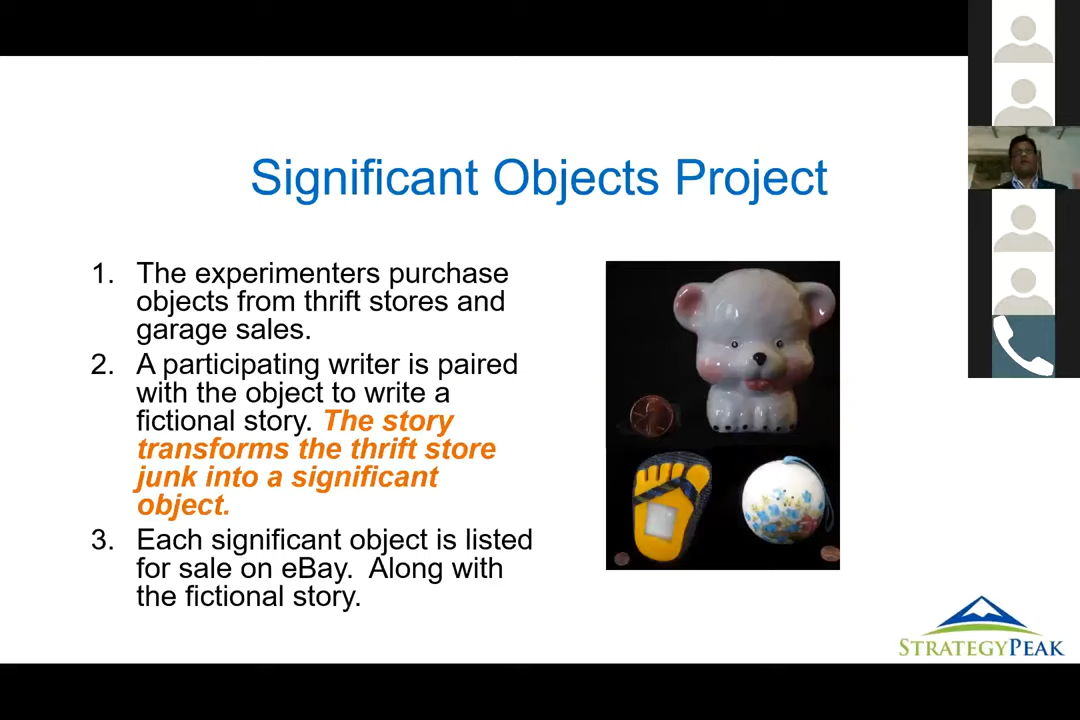 Significant Objects Project
1. The experimenters purchase
objects from thrift stores and
garage sales.
2. A participating writer is paired
with the object to write a
fictional story. The story
transforms the thrift store
junk into a significant
object.
3. Each significant object is listed
for sale on eBay.  Along with
the fictional story.
STRATEGYPEAK